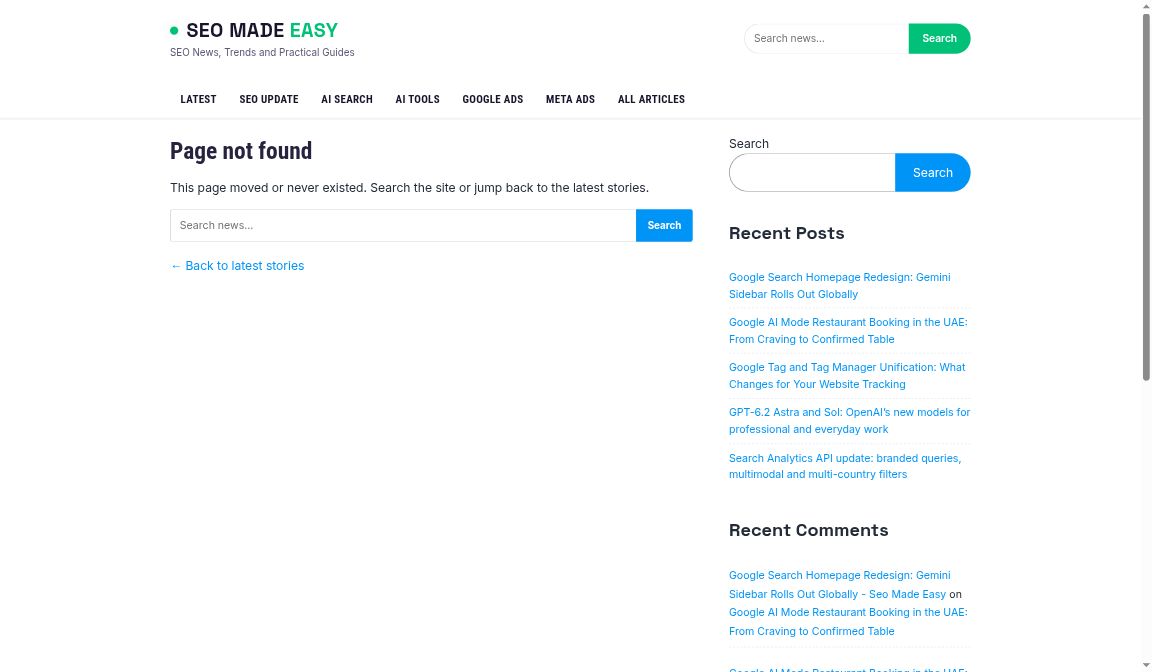 SEO MADE EASY
SEO News, Trends and Practical Guides
Search news...
Search
LATEST
SEO UPDATE
AI SEARCH
AI TOOLS
GOOGLE ADS
META ADS
ALL ARTICLES
Page not found
This page moved or never existed. Search the site or jump back to the latest stories.
Search news...
Search
← Back to latest stories
Search
Search
Recent Posts
Google Search Homepage Redesign: Gemini
Sidebar Rolls Out Globally
Google AI Mode Restaurant Booking in the UAE:
From Craving to Confirmed Table
Google Tag and Tag Manager Unification: What
Changes for Your Website Tracking
GPT-6.2 Astra and Sol: OpenAI's new models for
professional and everyday work
Search Analytics API update: branded queries,
multimodal and multi-country filters
Recent Comments
Google Search Homepage Redesign: Gemini
Sidebar Rolls Out Globally - Seo Made Easy on
Google AI Mode Restaurant Booking in the UAE:
From Craving to Confirmed Table